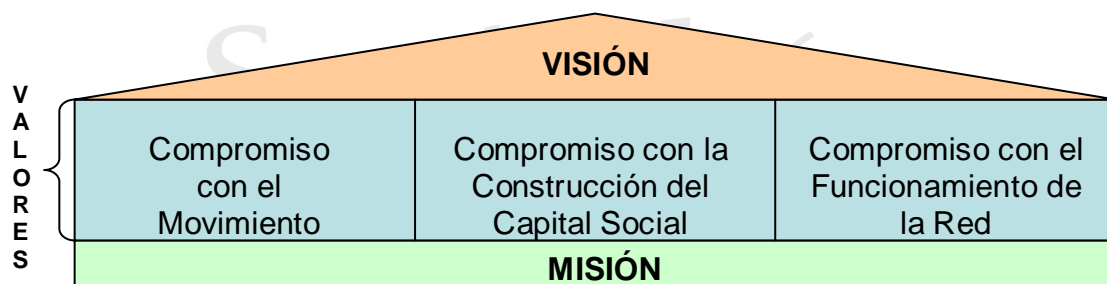 VISIÓN
VALORES
Compromiso
con el
Movimiento
Compromiso con la
Construcción del
Capital Social
Compromiso con el
Funcionamiento de
la Red
MISIÓN